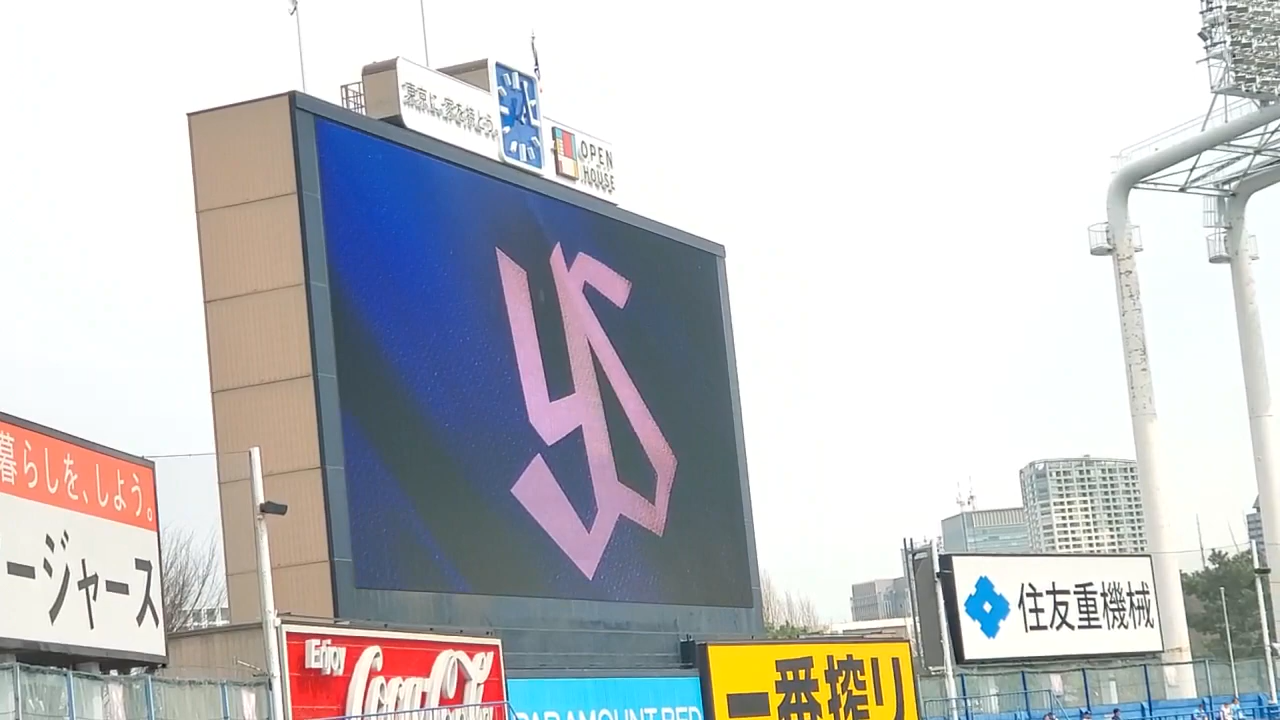 東京に、家を持とう。
OPEN
HOUSE
YS
暮らしを、しよう。
ージャース
Enjoy
Coca-Cola
PARAMOUNT BED
一番搾り
住友重機械